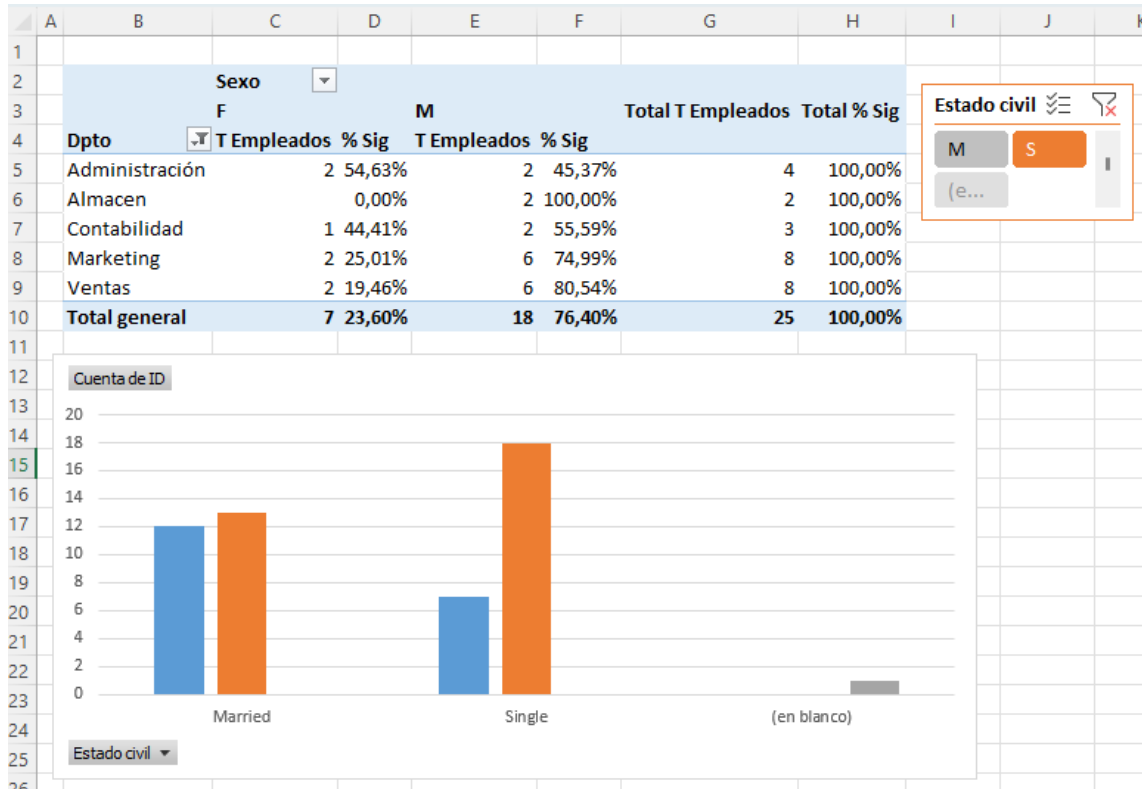 A B C D E F G H I J K
1
2 Sexo
3 F M Total T Empleados Total % Sig
4 Dpto T Empleados % Sig T Empleados % Sig
5 Administración 2 54,63% 2 45,37% 4 100,00%
6 Almacen 0,00% 2 100,00% 2 100,00%
7 Contabilidad 1 44,41% 2 55,59% 3 100,00%
8 Marketing 2 25,01% 6 74,99% 8 100,00%
9 Ventas 2 19,46% 6 80,54% 8 100,00%
10 Total general 7 23,60% 18 76,40% 25 100,00%
Estado civil
M S
(e...
11
12
13
14
15
16
17
18
19
20
21
22
23
24
25
26
Cuenta de ID
20
18
16
14
12
10
8
6
4
2
0
Married Single (en blanco)
Estado civil